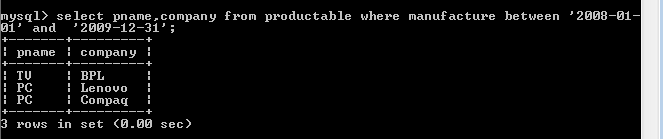 mysql> select pname,company from productable where manufacture between '2008-01-
01' and  '2009-12-31';
+-------+---------+
| pname | company |
+-------+---------+
| TV    | BPL     |
| PC    | Lenovo  |
| PC    | Compaq  |
+-------+---------+
3 rows in set (0.00 sec)